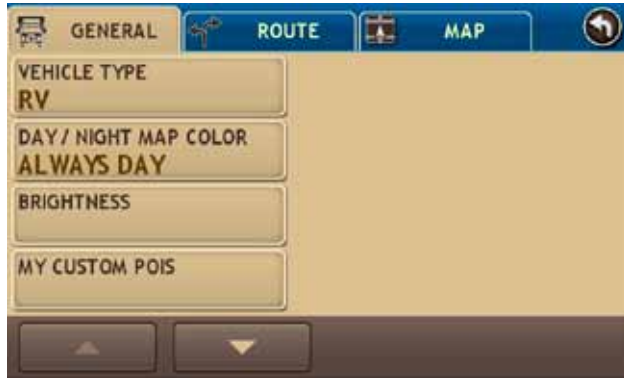 GENERAL ROUTE MAP
VEHICLE TYPE
RV
DAY / NIGHT MAP COLOR
ALWAYS DAY
BRIGHTNESS
MY CUSTOM POIS